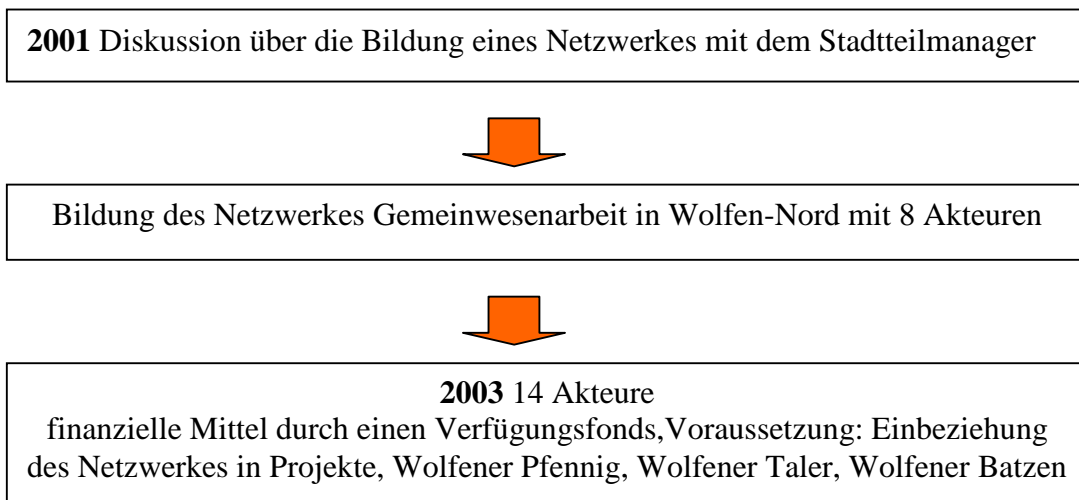 2001 Diskussion über die Bildung eines Netzwerkes mit dem Stadtteilmanager
Bildung des Netzwerkes Gemeinwesenarbeit in Wolfen-Nord mit 8 Akteuren
2003 14 Akteure
finanzielle Mittel durch einen Verfügungsfonds,Voraussetzung: Einbeziehung
des Netzwerkes in Projekte, Wolfener Pfennig, Wolfener Taler, Wolfener Batzen